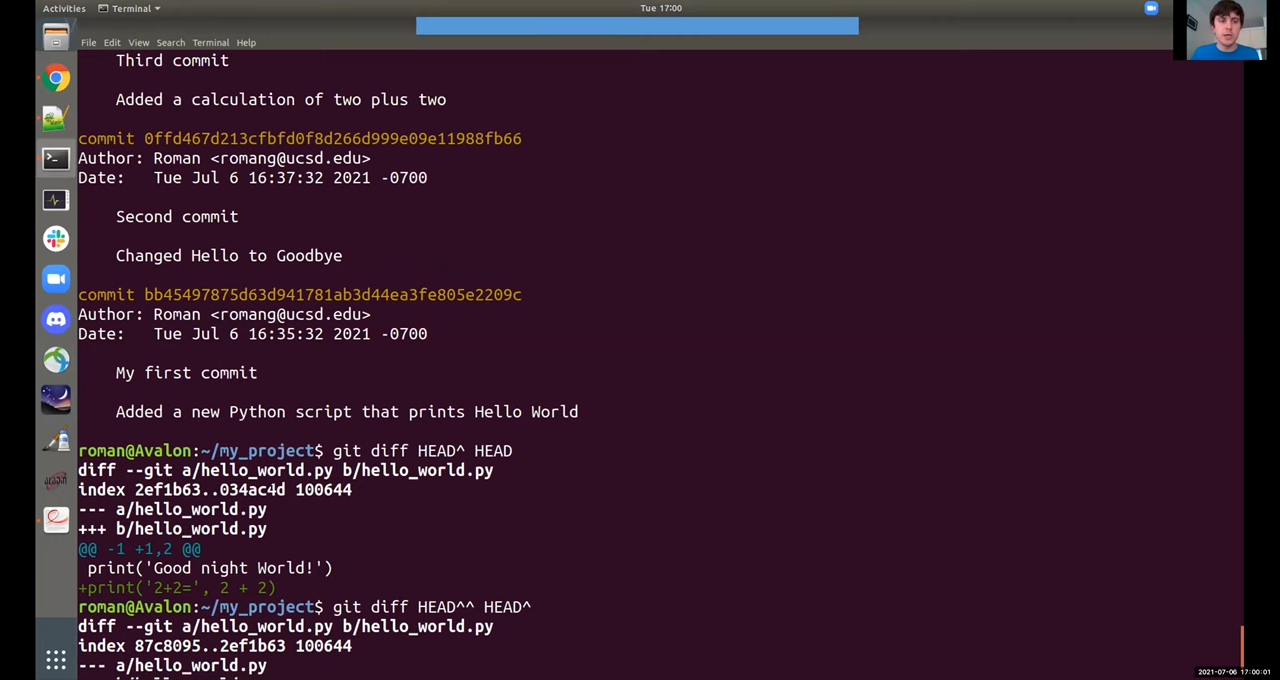 Activities Terminal Tue 17:00
File Edit View Search Terminal Help
Third commit
Added a calculation of two plus two
commit 0ffd467d213cfbfd0f8d266d999e09e11988fb66
Author: Roman <romang@ucsd.edu>
Date:   Tue Jul 6 16:37:32 2021 -0700
Second commit
Changed Hello to Goodbye
commit bb45497875d63d941781ab3d44ea3fe805e2209c
Author: Roman <romang@ucsd.edu>
Date:   Tue Jul 6 16:35:32 2021 -0700
My first commit
Added a new Python script that prints Hello World
roman@Avalon:~/my_project$ git diff HEAD^ HEAD
diff --git a/hello_world.py b/hello_world.py
index 2ef1b63..034ac4d 100644
--- a/hello_world.py
+++ b/hello_world.py
@@ -1 +1,2 @@
 print('Good night World!')
+print('2+2=', 2 + 2)
roman@Avalon:~/my_project$ git diff HEAD^^ HEAD^
diff --git a/hello_world.py b/hello_world.py
index 87c8095..2ef1b63 100644
--- a/hello_world.py
2021-07-06 17:00:01